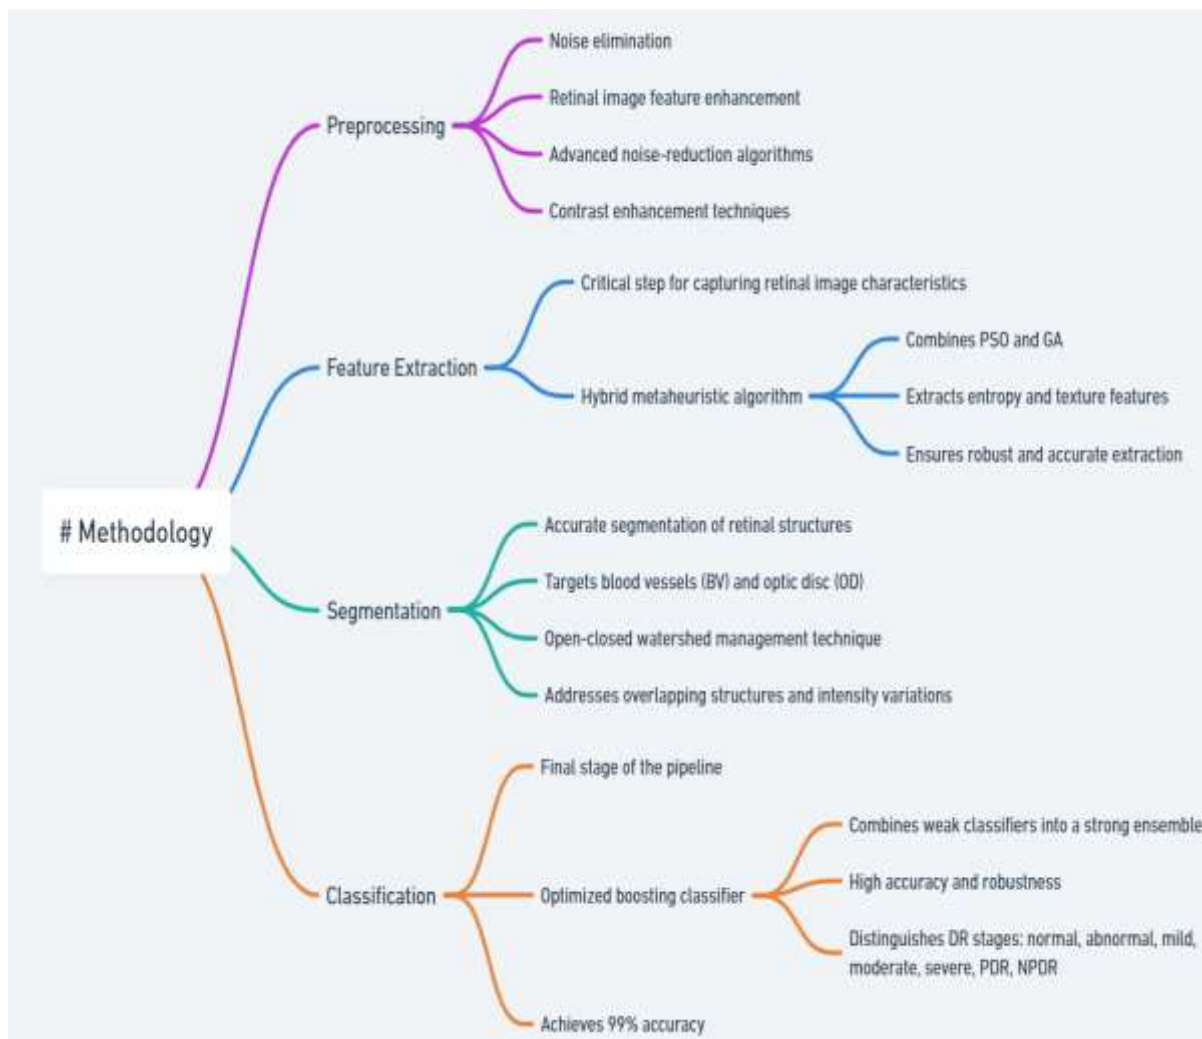 # Methodology
Preprocessing
Noise elimination
Retinal image feature enhancement
Advanced noise-reduction algorithms
Contrast enhancement techniques
Feature Extraction
Critical step for capturing retinal image characteristics
Hybrid metaheuristic algorithm
Combines PSO and GA
Extracts entropy and texture features
Ensures robust and accurate extraction
Segmentation
Accurate segmentation of retinal structures
Targets blood vessels (BV) and optic disc (OD)
Open-closed watershed management technique
Addresses overlapping structures and intensity variations
Classification
Final stage of the pipeline
Optimized boosting classifier
Combines weak classifiers into a strong ensemble
High accuracy and robustness
Distinguishes DR stages: normal, abnormal, mild,
moderate, severe, PDR, NPDR
Achieves 99% accuracy